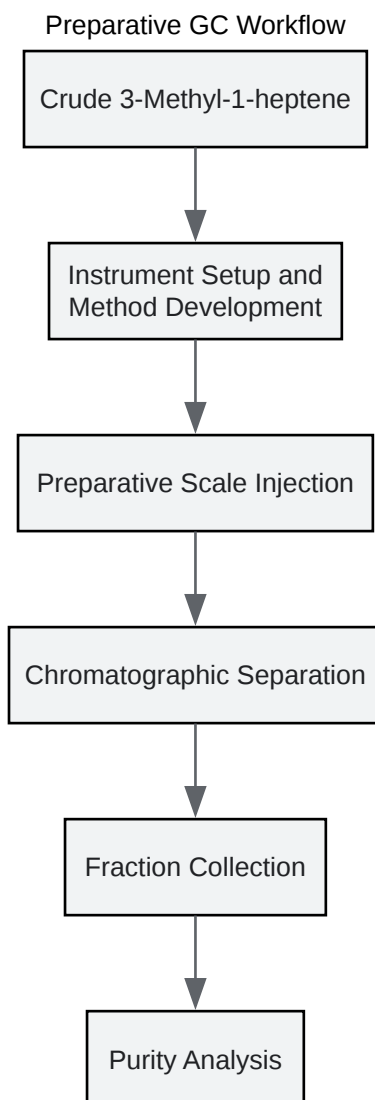 Preparative GC Workflow
Crude 3-Methyl-1-heptene
Instrument Setup and
Method Development
Preparative Scale Injection
Chromatographic Separation
Fraction Collection
Purity Analysis